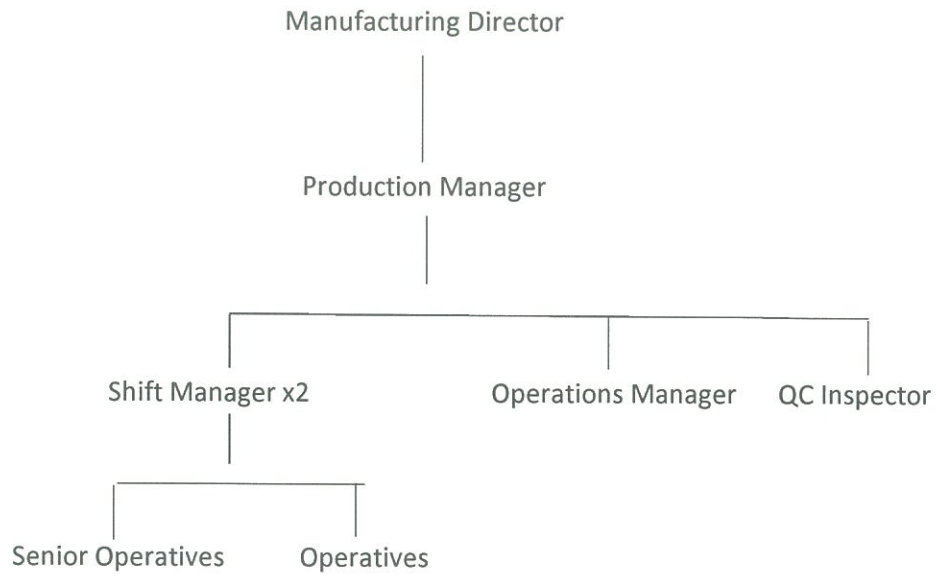 Manufacturing Director
Production Manager
Shift Manager x2
Operations Manager
QC Inspector
Senior Operatives
Operatives